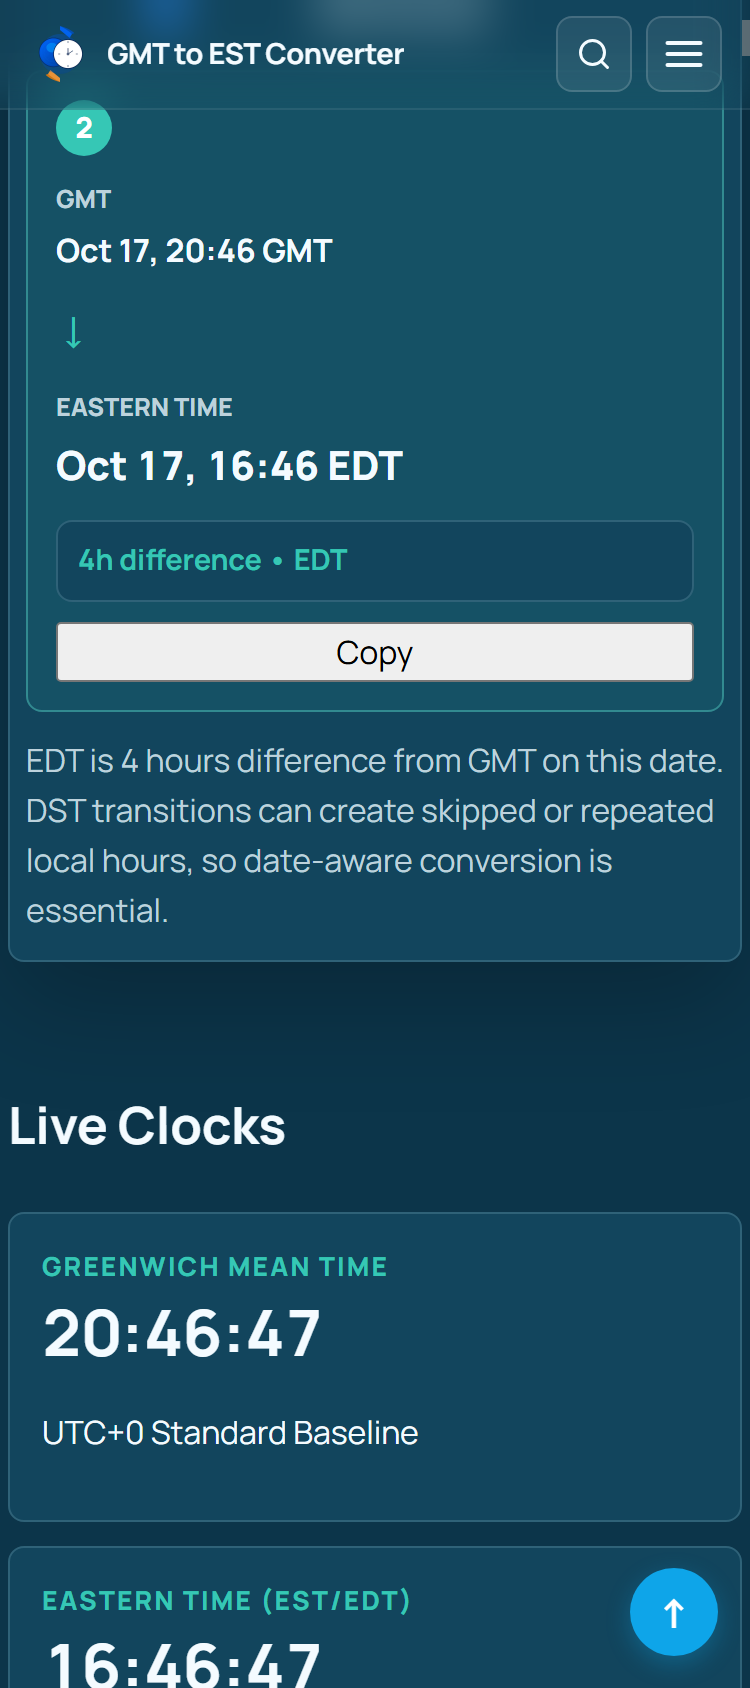 GMT to EST Converter
2
GMT
Oct 17, 20:46 GMT
↓
EASTERN TIME
Oct 17, 16:46 EDT
4h difference • EDT
Copy
EDT is 4 hours difference from GMT on this date.
DST transitions can create skipped or repeated
local hours, so date-aware conversion is
essential.
Live Clocks
GREENWICH MEAN TIME
20:46:47
UTC+0 Standard Baseline
EASTERN TIME (EST/EDT)
↑
16:46:47